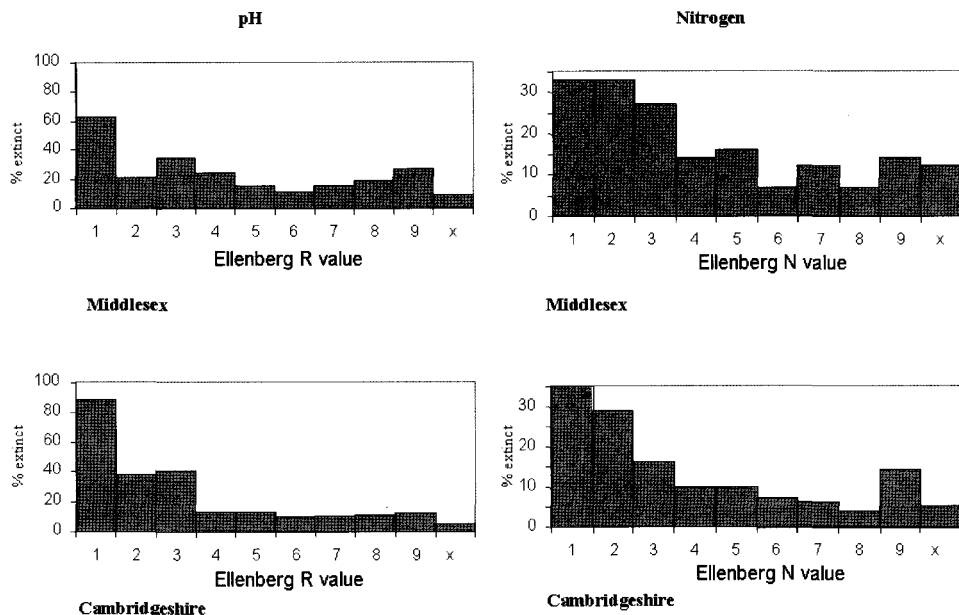 pH
Nitrogen
100
80
60
40
20
0
% extinct
1 2 3 4 5 6 7 8 9 x
Ellenberg R value
Middlesex
30
20
10
0
% extinct
1 2 3 4 5 6 7 8 9 x
Ellenberg N value
Middlesex
100
80
60
40
20
0
% extinct
1 2 3 4 5 6 7 8 9 x
Ellenberg R value
Cambridgeshire
30
20
10
0
% extinct
1 2 3 4 5 6 7 8 9 x
Ellenberg N value
Cambridgeshire